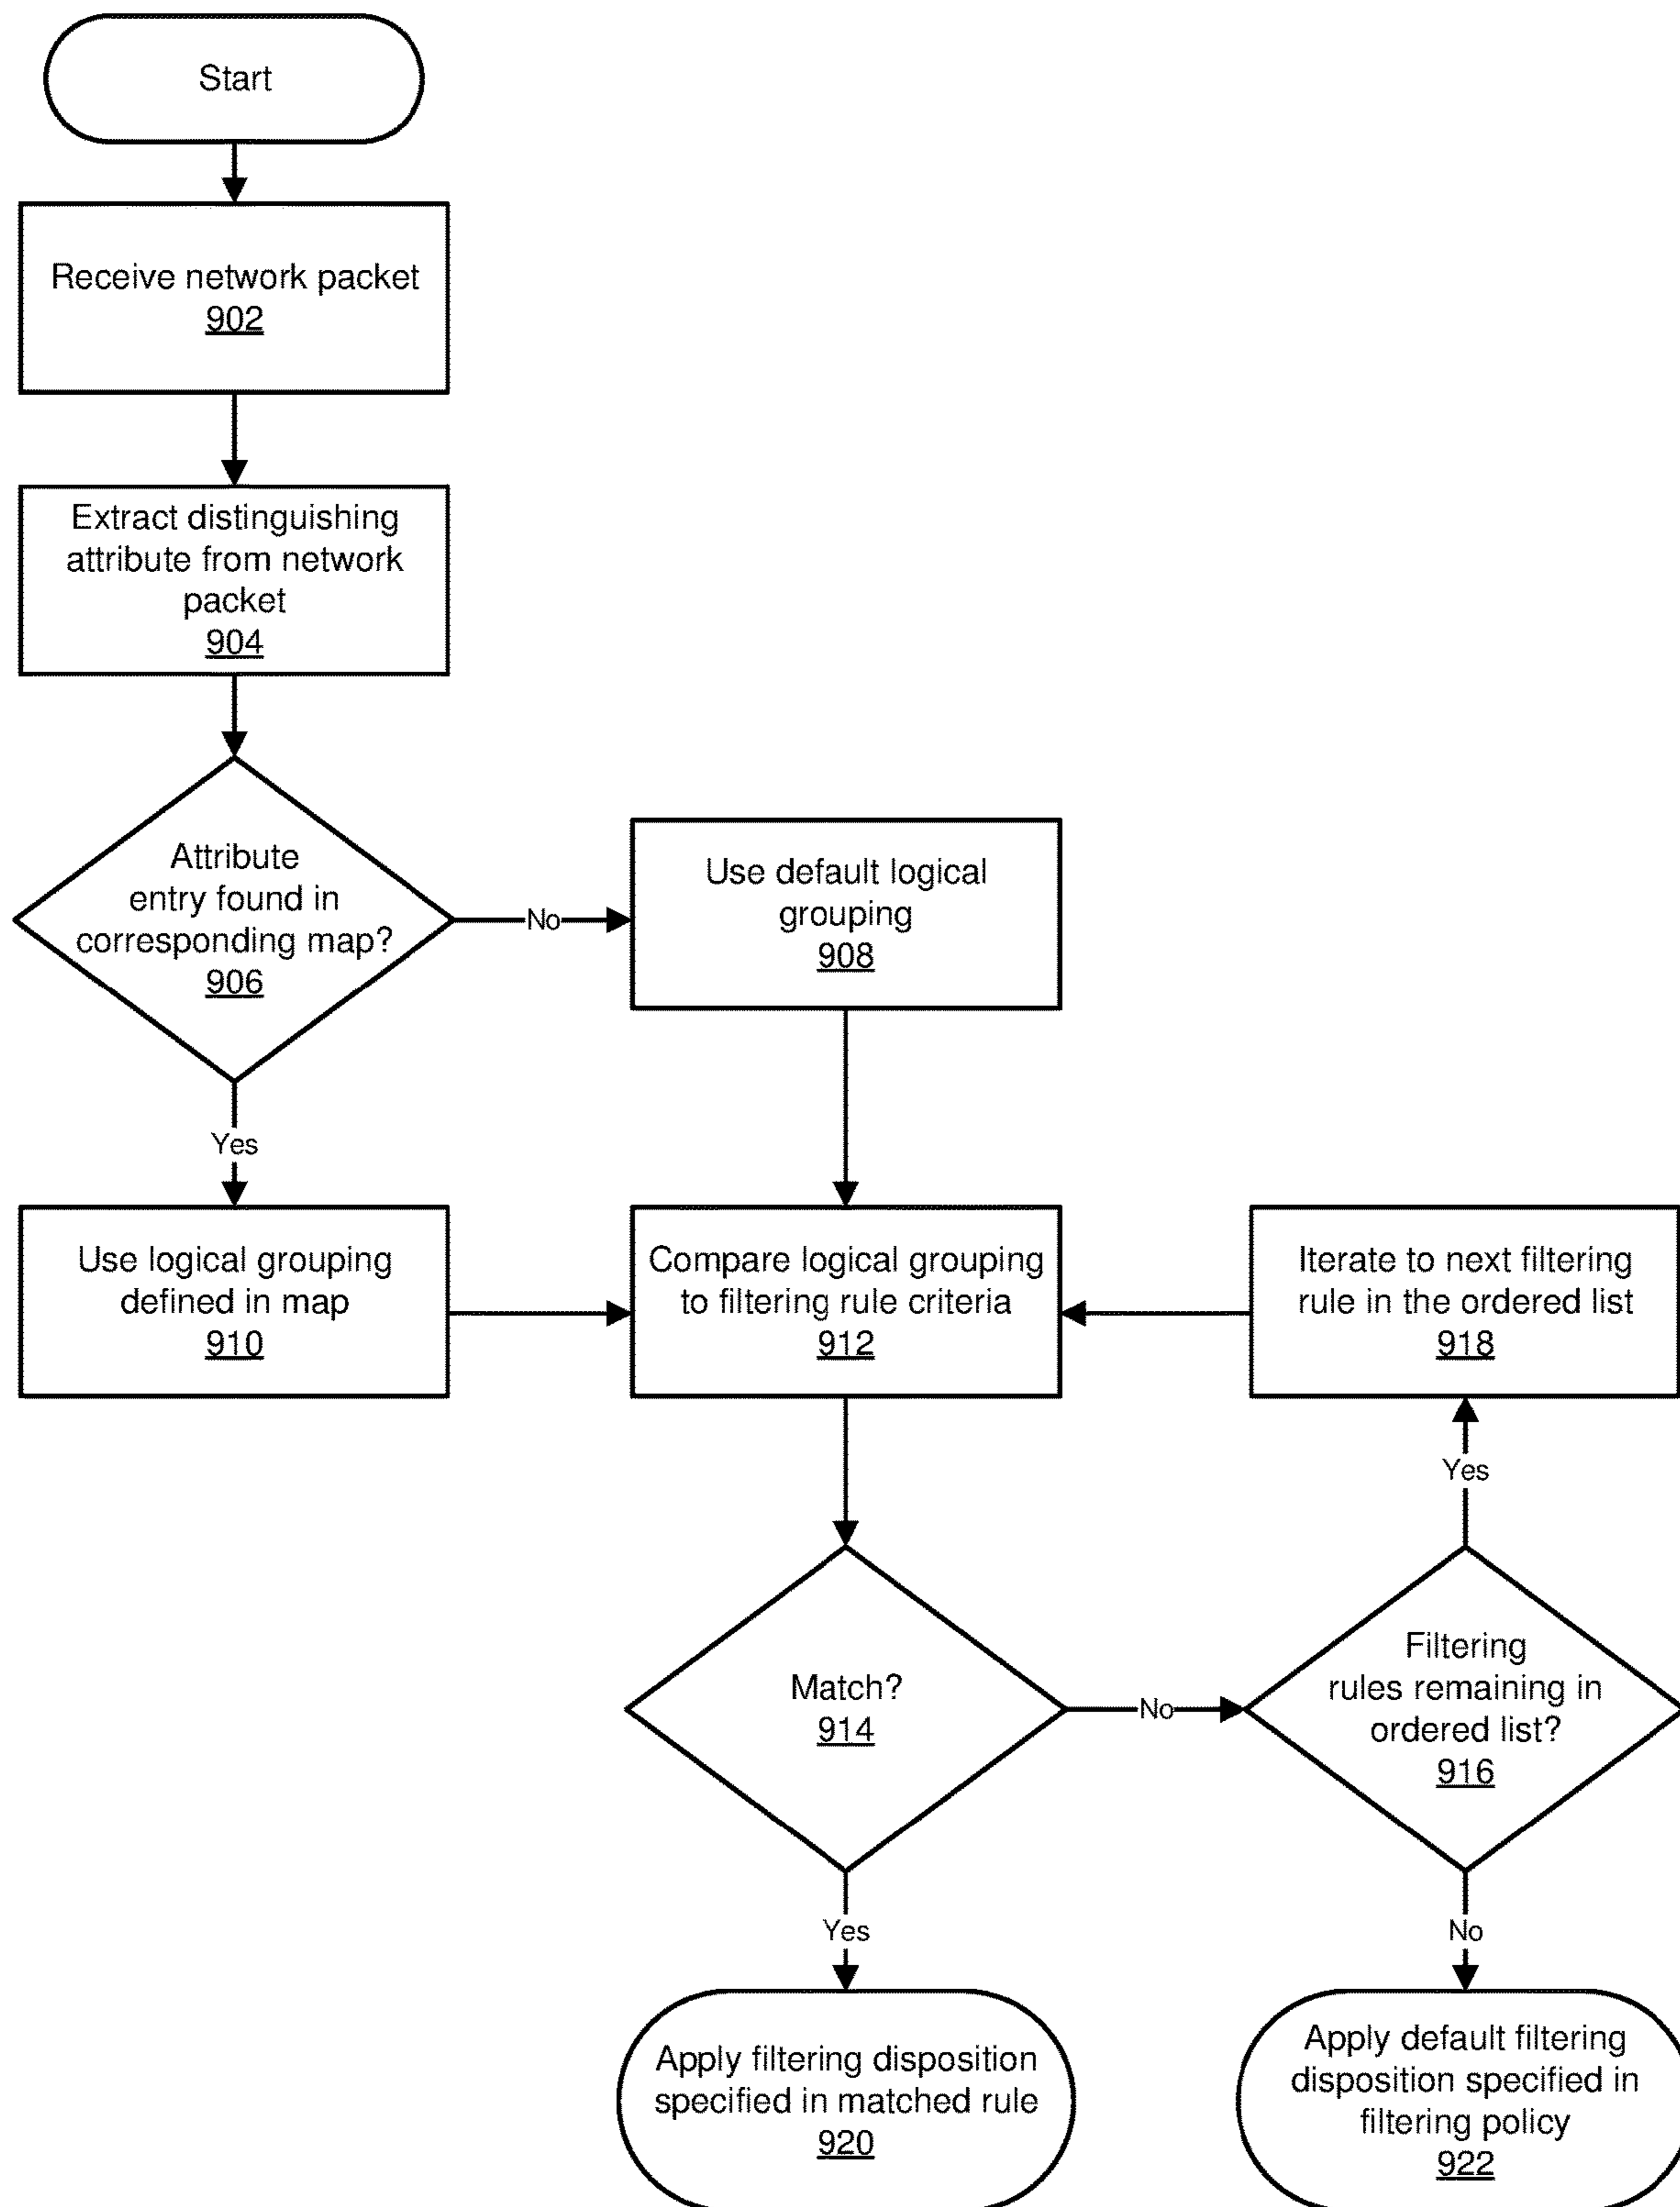 Start
Receive network packet
902
Extract distinguishing
attribute from network
packet
904
Attribute
entry found in
corresponding map?
906
No
Use default logical
grouping
908
Yes
Use logical grouping
defined in map
910
Compare logical grouping
to filtering rule criteria
912
Iterate to next filtering
rule in the ordered list
918
Yes
Match?
914
No
Filtering
rules remaining in
ordered list?
916
Yes
No
Apply filtering disposition
specified in matched rule
920
Apply default filtering
disposition specified in
filtering policy
922